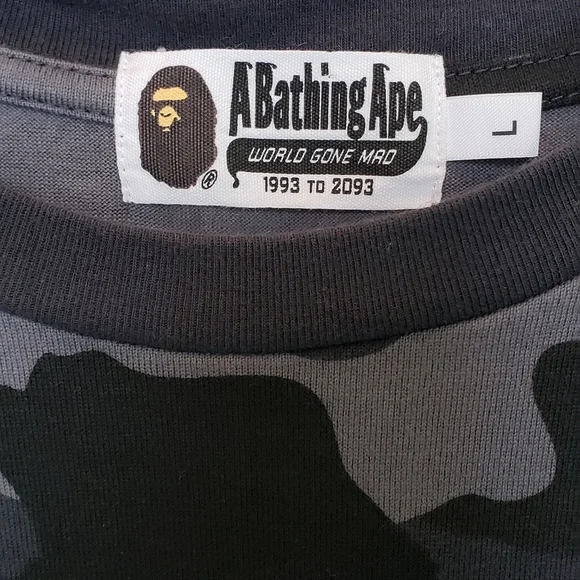 A Bathing Ape
WORLD GONE MAD
®
1993 TO 2093
L